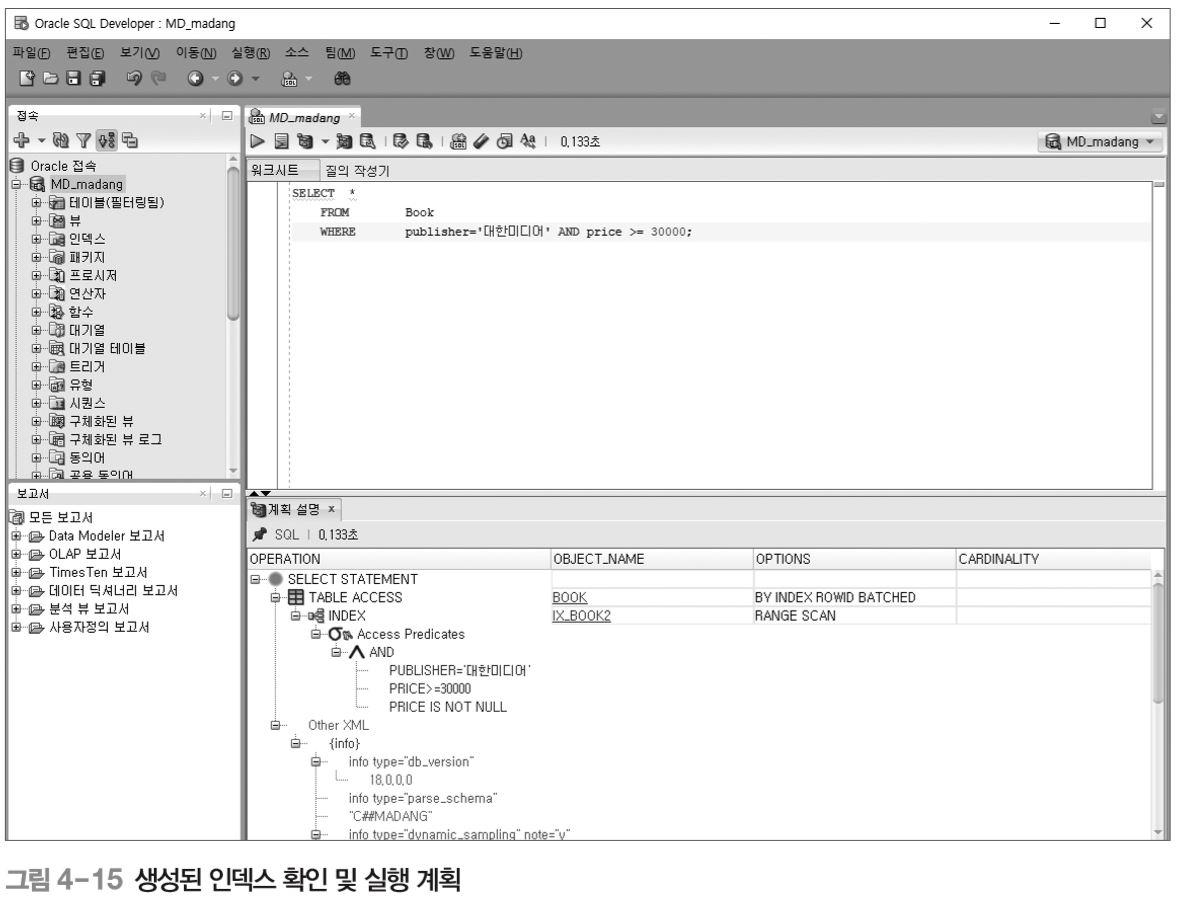 Oracle SQL Developer : MD_madang
파일(F) 편집(E) 보기(V) 이동(N) 실행(R) 소스 팀(M) 도구(T) 창(W) 도움말(H)
접속
MD_madang
0,133초
MD_madang
Oracle 접속
MD_madang
테이블(필터링됨)
뷰
인덱스
패키지
프로시저
연산자
함수
대기열
대기열 테이블
트리거
유형
시퀀스
구체화된 뷰
구체화된 뷰 로그
동의어
공용 동의어
워크시트 질의 작성기
SELECT *
FROM Book
WHERE publisher='대한미디어' AND price >= 30000;
보고서
모든 보고서
Data Modeler 보고서
OLAP 보고서
TimesTen 보고서
데이터 딕셔너리 보고서
분석 뷰 보고서
사용자정의 보고서
계획 설명 x
SQL | 0,133초
OPERATION OBJECT_NAME OPTIONS CARDINALITY
SELECT STATEMENT
TABLE ACCESS BOOK BY INDEX ROWID BATCHED
INDEX IX_BOOK2 RANGE SCAN
Access Predicates
AND
PUBLISHER='대한미디어'
PRICE>=30000
PRICE IS NOT NULL
Other XML
{info}
info type="db_version"
18,0,0,0
info type="parse_schema"
"C##MADANG"
info type="dynamic_sampling" note="y"
그림 4-15 생성된 인덱스 확인 및 실행 계획